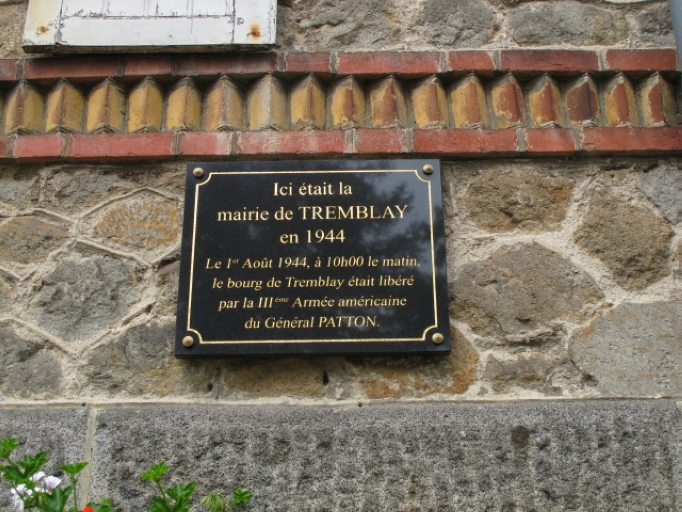 Ici était la
mairie de TREMBLAY
en 1944
Le 1er Août 1944, à 10h00 le matin,
le bourg de Tremblay était libéré
par la IIIème Armée américaine
du Général PATTON.